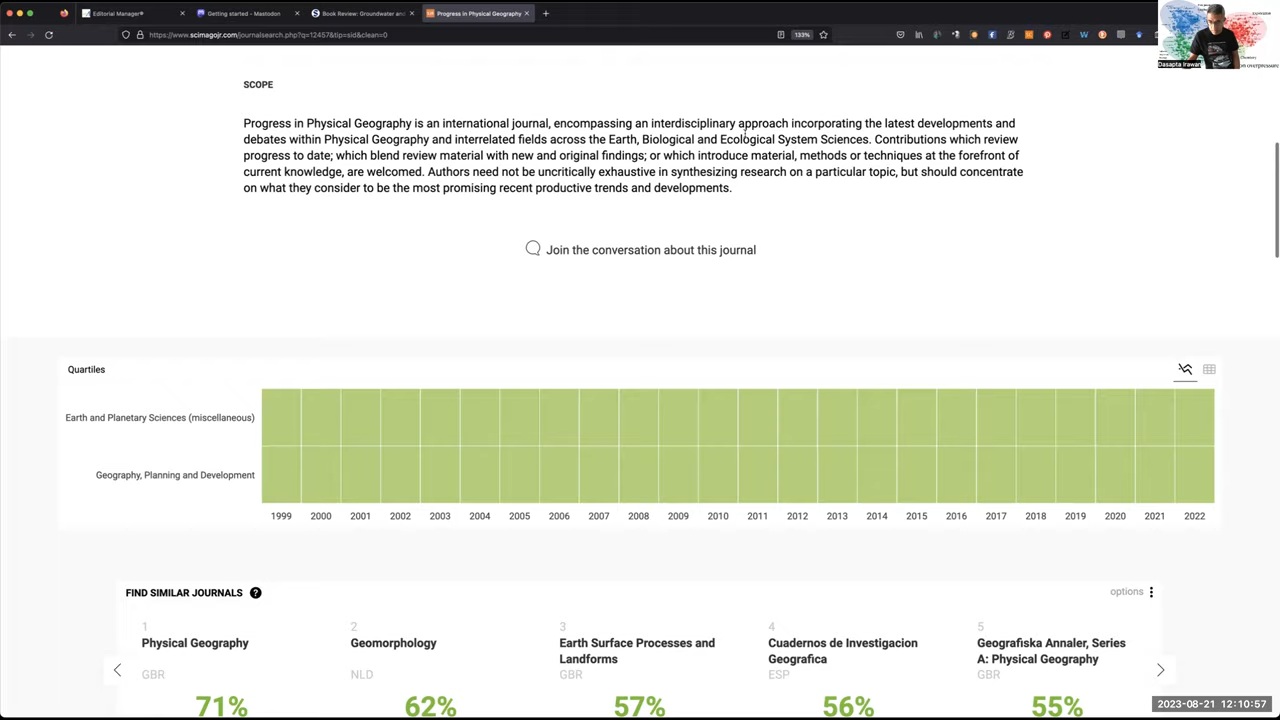 Editorial Manager®
Getting started - Mastodon
Book Review: Groundwater and
Progress in Physical Geography
https://www.scimagojr.com/journalsearch.php?q=12457&tip=sid&clean=0
133%
Dasapta Irawan
SCOPE
Progress in Physical Geography is an international journal, encompassing an interdisciplinary approach incorporating the latest developments and
debates within Physical Geography and interrelated fields across the Earth, Biological and Ecological System Sciences. Contributions which review
progress to date; which blend review material with new and original findings; or which introduce material, methods or techniques at the forefront of
current knowledge, are welcomed. Authors need not be uncritically exhaustive in synthesizing research on a particular topic, but should concentrate
on what they consider to be the most promising recent productive trends and developments.
Join the conversation about this journal
Quartiles
Earth and Planetary Sciences (miscellaneous)
Geography, Planning and Development
1999 2000 2001 2002 2003 2004 2005 2006 2007 2008 2009 2010 2011 2012 2013 2014 2015 2016 2017 2018 2019 2020 2021 2022
FIND SIMILAR JOURNALS ?
options
1 2 3 4 5
Physical Geography Geomorphology Earth Surface Processes and Cuadernos de Investigacion Geografiska Annaler, Series
Landforms Geografica A: Physical Geography
GBR NLD GBR ESP GBR
71% 62% 57% 56% 55%
2023-08-21 12:10:57